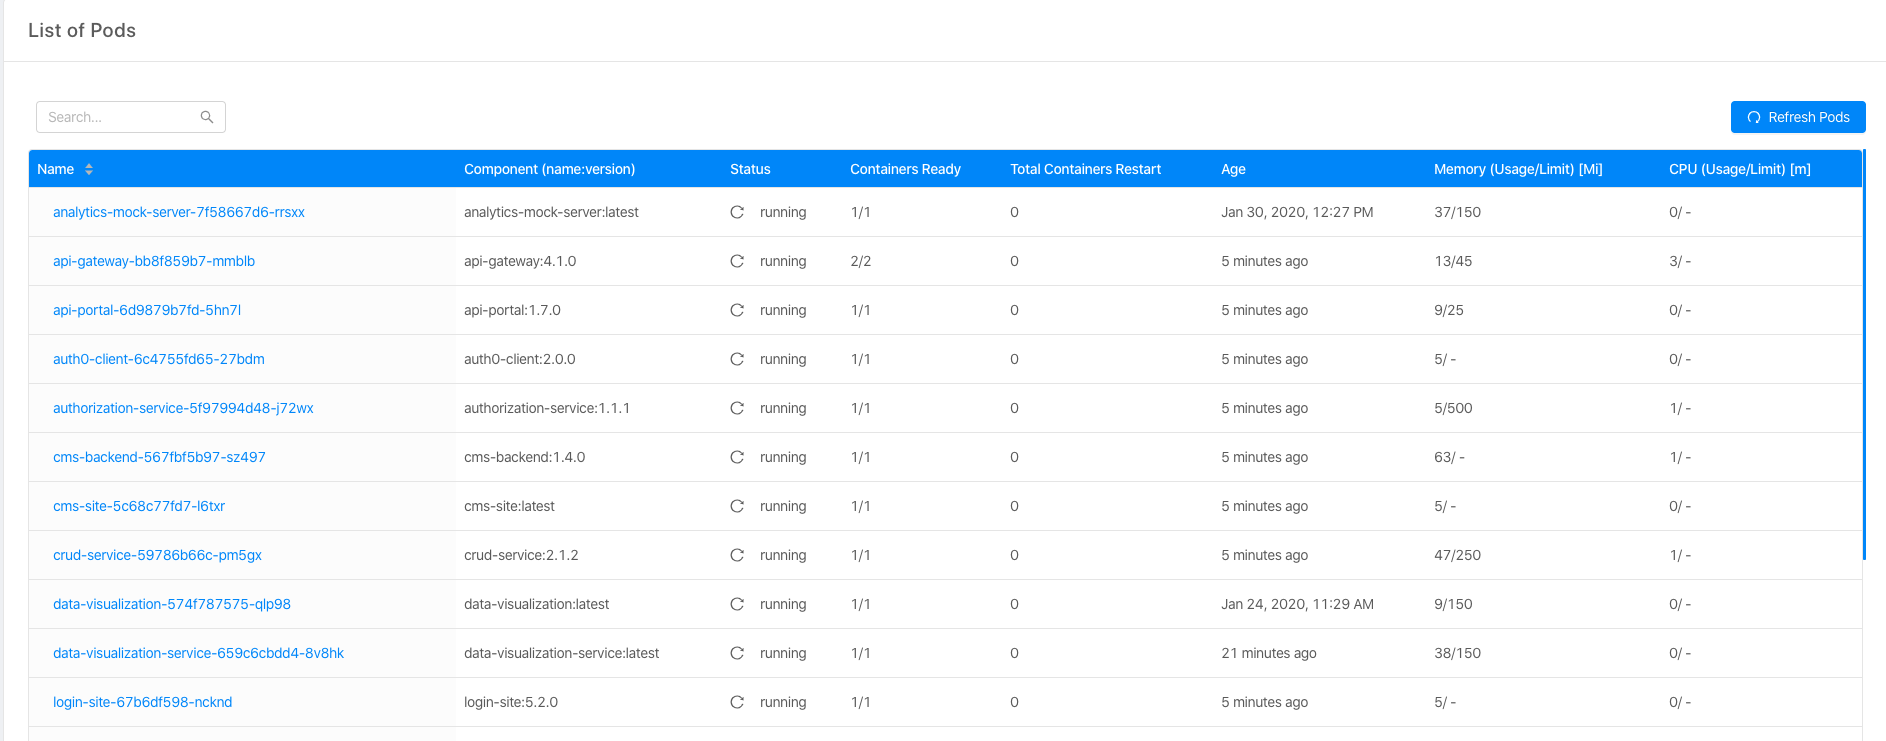 List of Pods
Search...
Refresh Pods
Name Component (name:version) Status Containers Ready Total Containers Restart Age Memory (Usage/Limit) [Mi] CPU (Usage/Limit) [m]
analytics-mock-server-7f58667d6-rrsxx analytics-mock-server:latest running 1/1 0 Jan 30, 2020, 12:27 PM 37/150 0/ -
api-gateway-bb8f859b7-mmblb api-gateway:4.1.0 running 2/2 0 5 minutes ago 13/45 3/ -
api-portal-6d9879b7fd-5hn7l api-portal:1.7.0 running 1/1 0 5 minutes ago 9/25 0/ -
auth0-client-6c4755fd65-27bdm auth0-client:2.0.0 running 1/1 0 5 minutes ago 5/ - 0/ -
authorization-service-5f97994d48-j72wx authorization-service:1.1.1 running 1/1 0 5 minutes ago 5/500 1/ -
cms-backend-567fbf5b97-sz497 cms-backend:1.4.0 running 1/1 0 5 minutes ago 63/ - 1/ -
cms-site-5c68c77fd7-l6txr cms-site:latest running 1/1 0 5 minutes ago 5/ - 0/ -
crud-service-59786b66c-pm5gx crud-service:2.1.2 running 1/1 0 5 minutes ago 47/250 1/ -
data-visualization-574f787575-qlp98 data-visualization:latest running 1/1 0 Jan 24, 2020, 11:29 AM 9/150 0/ -
data-visualization-service-659c6cbdd4-8v8hk data-visualization-service:latest running 1/1 0 21 minutes ago 38/150 0/ -
login-site-67b6df598-ncknd login-site:5.2.0 running 1/1 0 5 minutes ago 5/ - 0/ -